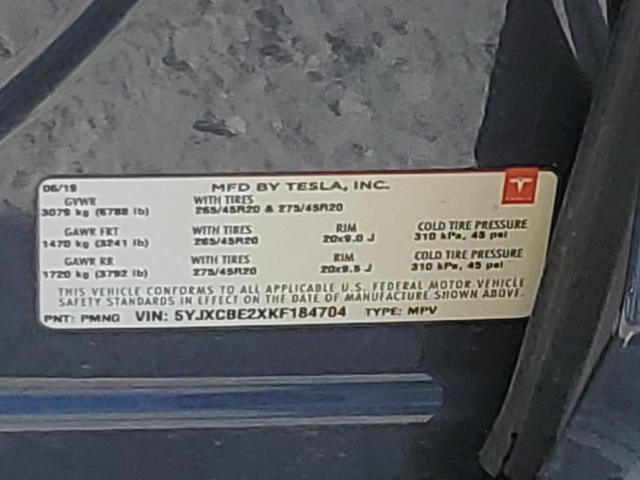 06/19 MFD BY TESLA, INC.
GVWR WITH TIRES
3079 kg (6788 lb) 265/45R20 & 275/45R20
GAWR FRT WITH TIRES RIM COLD TIRE PRESSURE
1470 kg (3241 lb) 265/45R20 20x9.0 J 310 kPa, 45 psi
GAWR RR WITH TIRES RIM COLD TIRE PRESSURE
1720 kg (3792 lb) 275/45R20 20x9.5 J 310 kPa, 45 psi
THIS VEHICLE CONFORMS TO ALL APPLICABLE U.S. FEDERAL MOTOR VEHICLE
SAFETY STANDARDS IN EFFECT ON THE DATE OF MANUFACTURE SHOWN ABOVE.
PNT: PMNG VIN: 5YJXCBE2XKF184704 TYPE: MPV